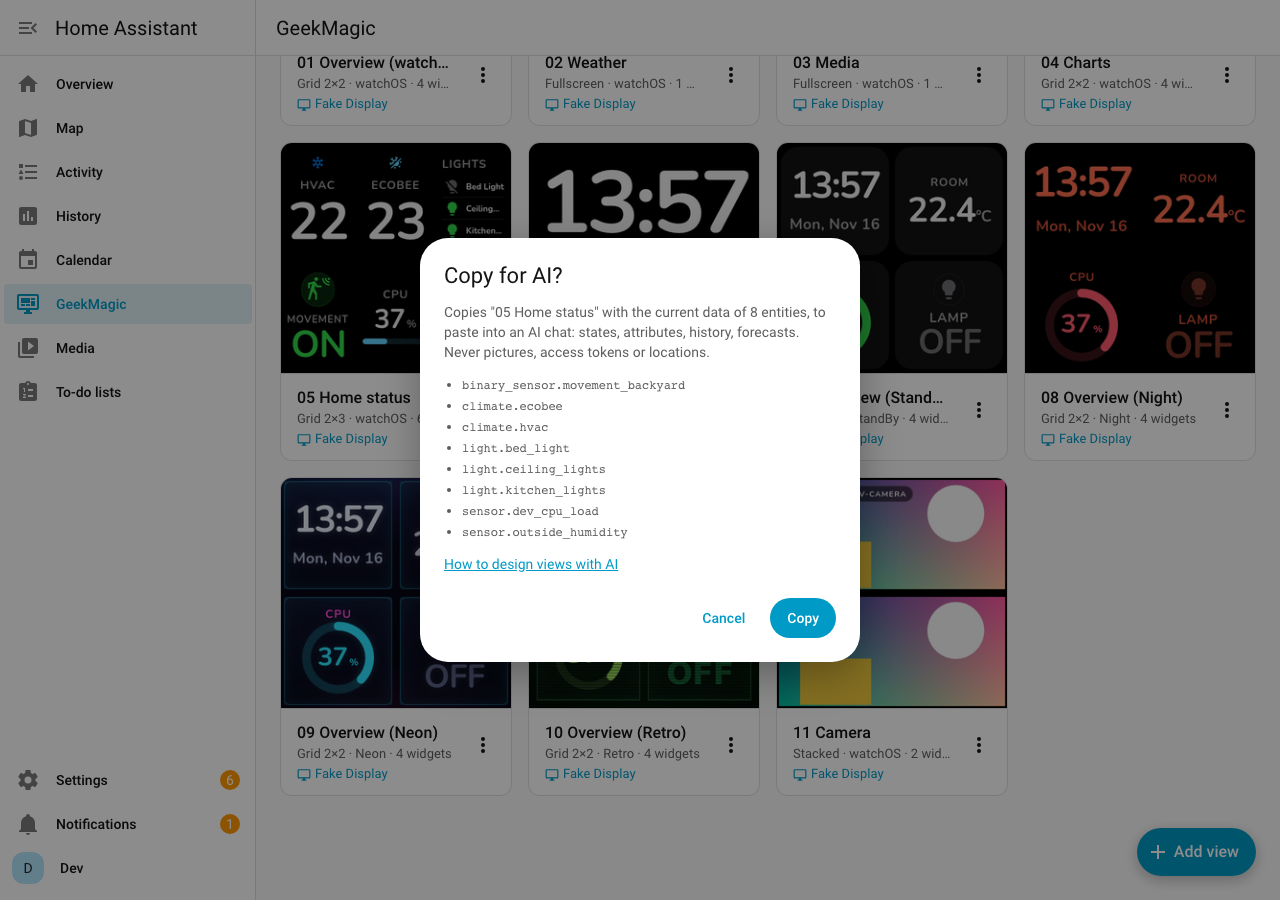 Home Assistant
GeekMagic
Overview
Map
Activity
History
Calendar
GeekMagic
Media
To-do lists
Settings
6
Notifications
1
D
Dev
01 Overview (watch…
Grid 2×2 · watchOS · 4 wi…
Fake Display
02 Weather
Fullscreen · watchOS · 1 …
Fake Display
03 Media
Fullscreen · watchOS · 1 …
Fake Display
04 Charts
Grid 2×2 · watchOS · 4 wi…
Fake Display
HVAC
22
ECOBEE
23
LIGHTS
Bed Light
Ceiling...
Kitchen...
MOVEMENT
ON
CPU
37%
05 Home status
Grid 2×3 · watchOS · 6
Fake Display
13:57
13:57
Mon, Nov 16
ROOM
22.4°C
LAMP
OFF
ew (Stand…
tandBy · 4 wid…
play
13:57
Mon, Nov 16
ROOM
22.4°C
CPU
37%
LAMP
OFF
08 Overview (Night)
Grid 2×2 · Night · 4 widgets
Fake Display
Copy for AI?
Copies "05 Home status" with the current data of 8 entities, to
paste into an AI chat: states, attributes, history, forecasts.
Never pictures, access tokens or locations.
• binary_sensor.movement_backyard
• climate.ecobee
• climate.hvac
• light.bed_light
• light.ceiling_lights
• light.kitchen_lights
• sensor.dev_cpu_load
• sensor.outside_humidity
How to design views with AI
Cancel
Copy
13:57
Mon, Nov 16
CPU
37%
OFF
09 Overview (Neon)
Grid 2×2 · Neon · 4 widgets
Fake Display
OFF
10 Overview (Retro)
Grid 2×2 · Retro · 4 widgets
Fake Display
V-CAMERA
11 Camera
Stacked · watchOS · 2 wid…
Fake Display
Add view